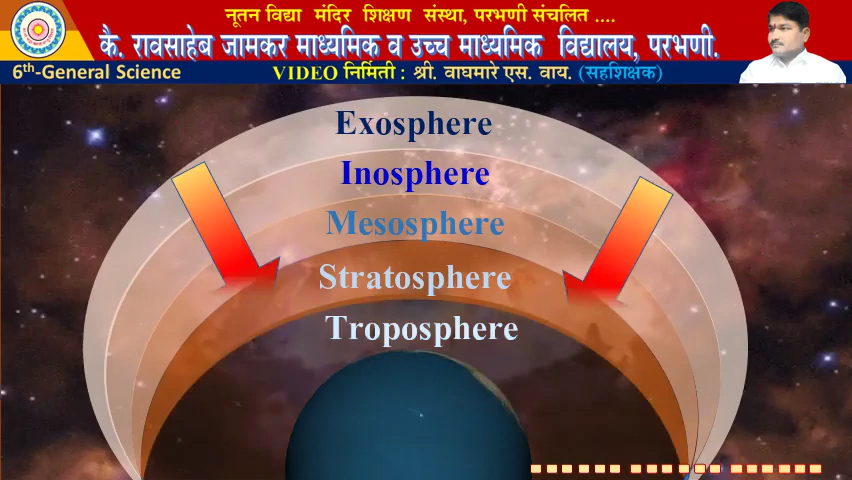 नूतन विद्या मंदिर शिक्षण संस्था, परभणी संचलित ....
कै. रावसाहेब जामकर माध्यमिक व उच्च माध्यमिक विद्यालय, परभणी.
6th-General Science
VIDEO निर्मिती : श्री. वाघमारे एस. वाय. (सहशिक्षक)
Exosphere
Inosphere
Mesosphere
Stratosphere
Troposphere